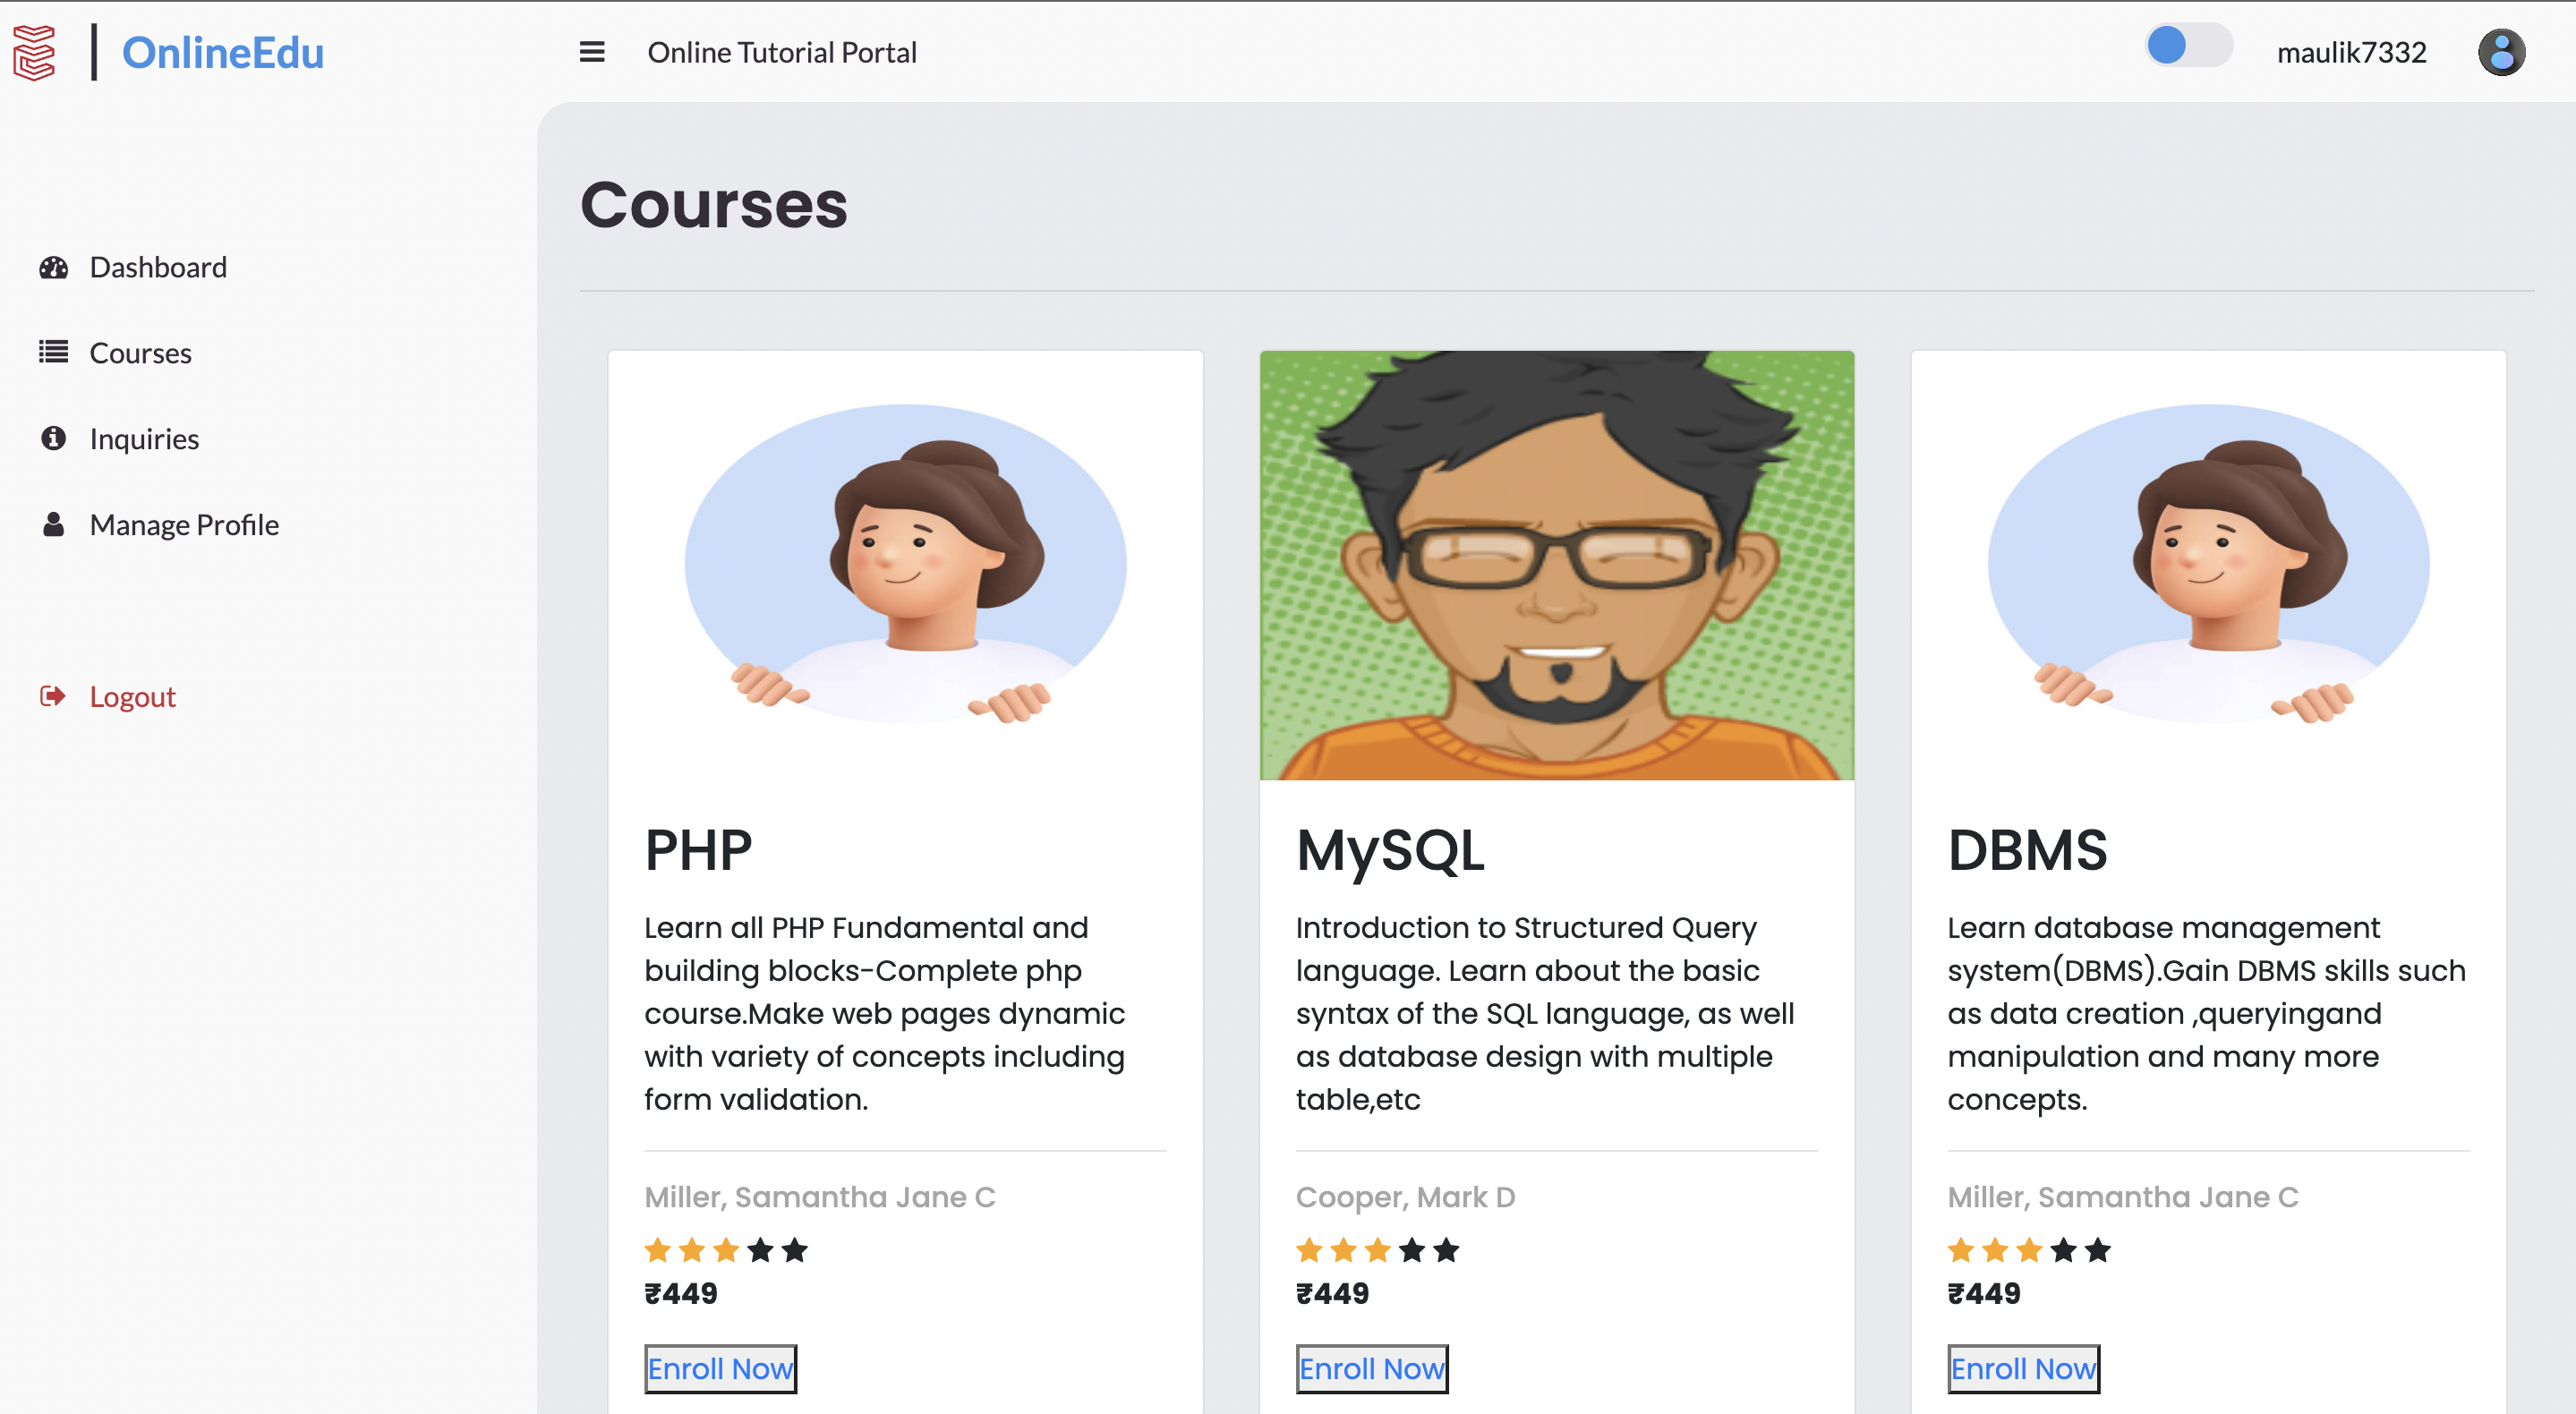 OnlineEdu
Online Tutorial Portal
maulik7332
Dashboard
Courses
Inquiries
Manage Profile
Logout
Courses
PHP
Learn all PHP Fundamental and
building blocks-Complete php
course.Make web pages dynamic
with variety of concepts including
form validation.
Miller, Samantha Jane C
₹449
Enroll Now
MySQL
Introduction to Structured Query
language. Learn about the basic
syntax of the SQL language, as well
as database design with multiple
table,etc
Cooper, Mark D
₹449
Enroll Now
DBMS
Learn database management
system(DBMS).Gain DBMS skills such
as data creation ,queryingand
manipulation and many more
concepts.
Miller, Samantha Jane C
₹449
Enroll Now